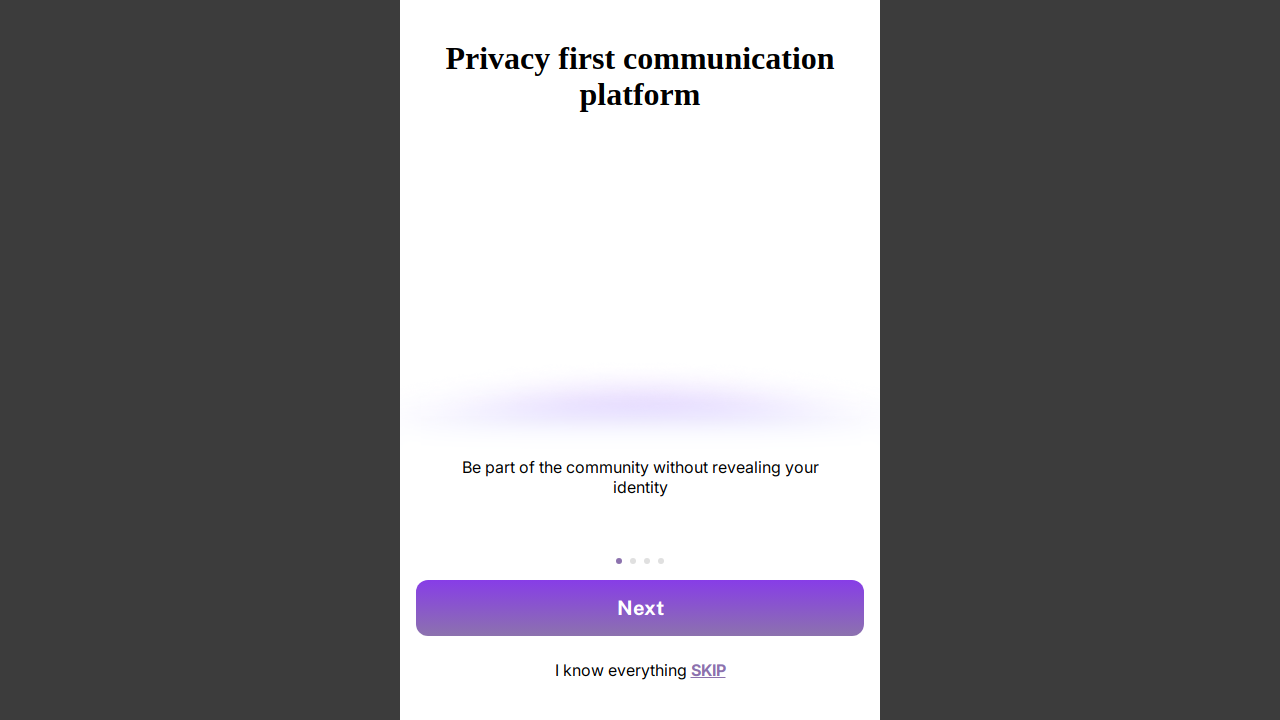 Privacy first communication
platform
Be part of the community without revealing your
identity
Next
I know everything SKIP